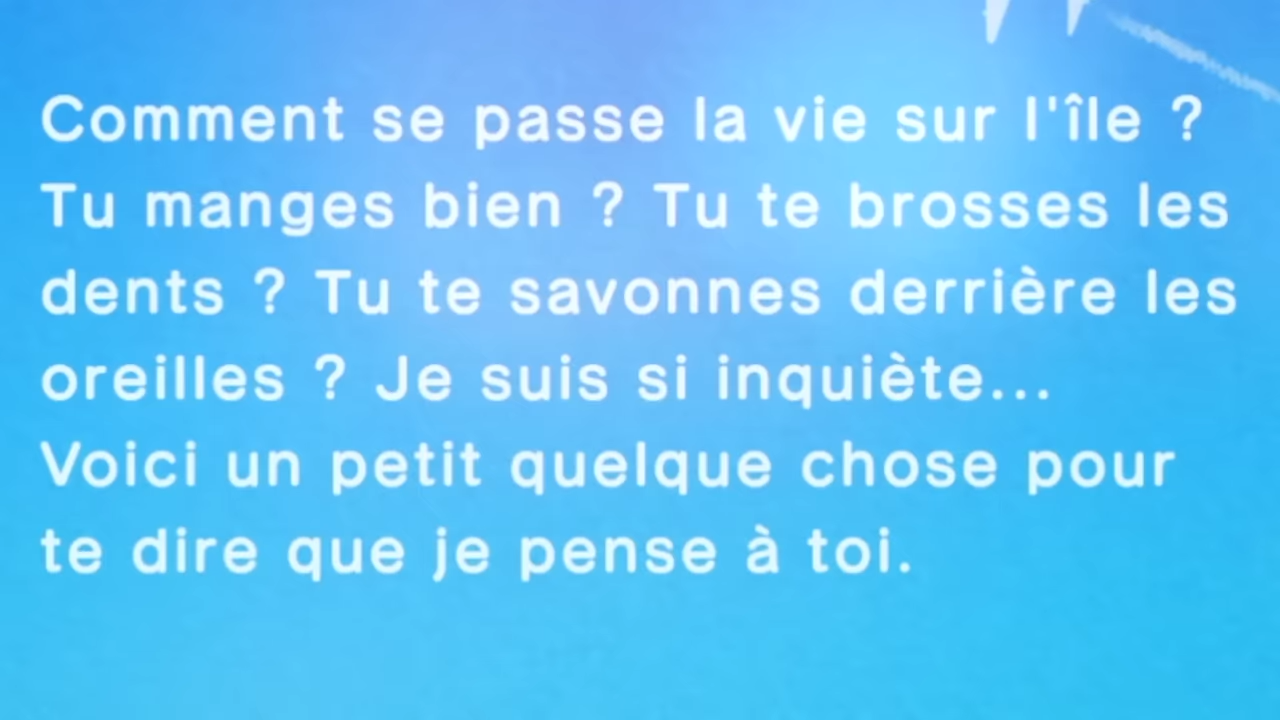 Comment se passe la vie sur l'île ?
Tu manges bien ? Tu te brosses les
dents ? Tu te savonnes derrière les
oreilles ? Je suis si inquiète...
Voici un petit quelque chose pour
te dire que je pense à toi.